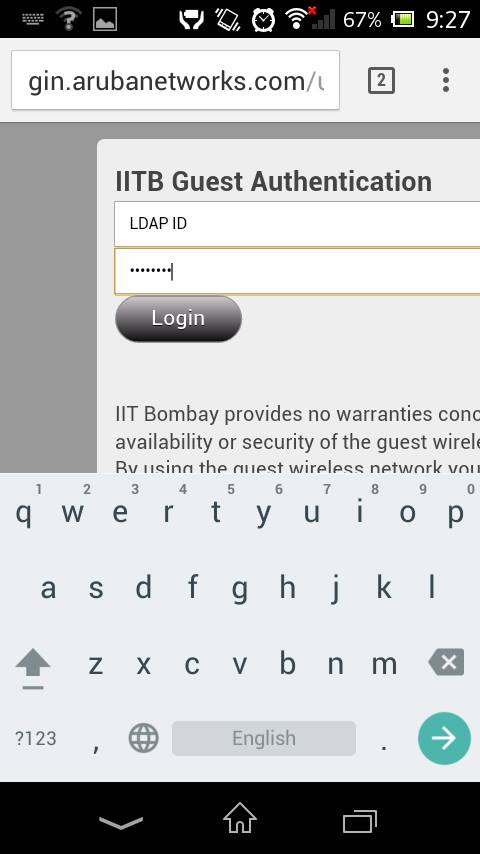 67% 9:27
gin.arubanetworks.com/u
2
IITB Guest Authentication
LDAP ID
••••••••
Login
IIT Bombay provides no warranties conc
availability or security of the guest wirele
By using the guest wireless network you
1 2 3 4 5 6 7 8 9 0
q w e r t y u i o p
a s d f g h j k l
z x c v b n m
?123 , English .